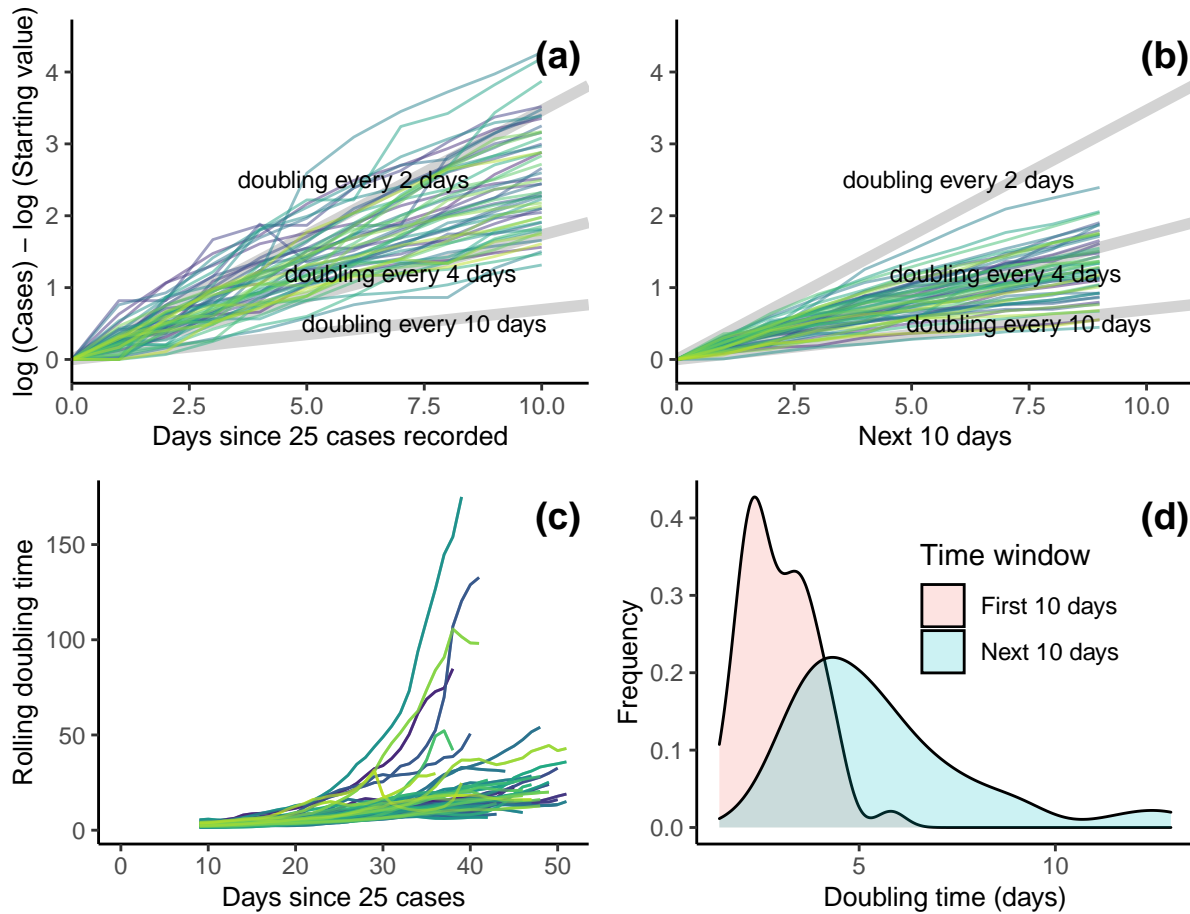 (a)
log (Cases) − log (Starting value)
4
3
2
1
0
doubling every 2 days
doubling every 4 days
doubling every 10 days
0.0 2.5 5.0 7.5 10.0
Days since 25 cases recorded
(b)
4
3
2
1
0
doubling every 2 days
doubling every 4 days
doubling every 10 days
0.0 2.5 5.0 7.5 10.0
Next 10 days
(c)
Rolling doubling time
150
100
50
0
0 10 20 30 40 50
Days since 25 cases
(d)
Frequency
0.4
0.3
0.2
0.1
0.0
Time window
First 10 days
Next 10 days
5 10
Doubling time (days)